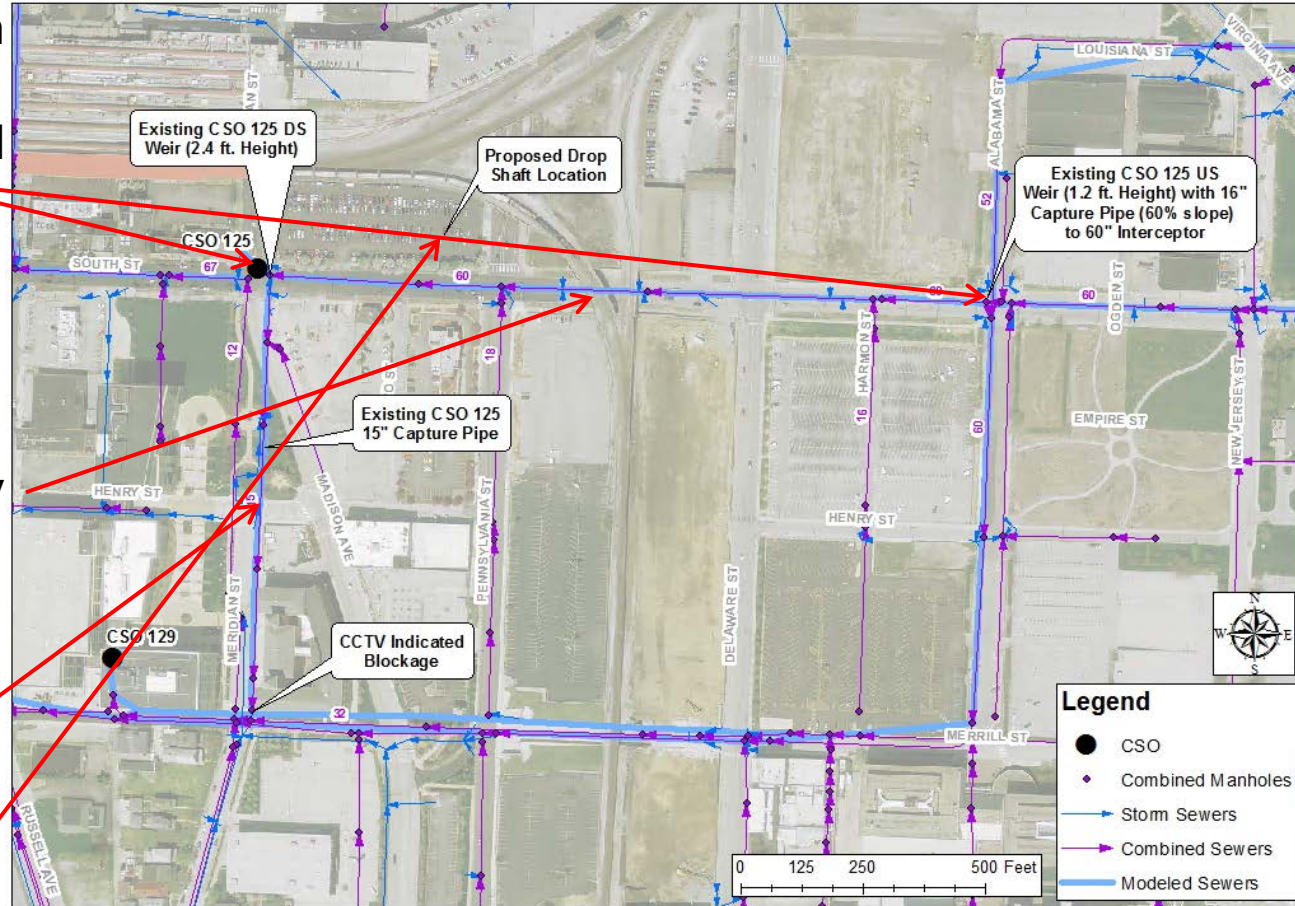 LOUISIANA ST
VIRGINIA AVE
ALABAMA ST
52
Existing CSO 125 DS
Weir (2.4 ft. Height)
Proposed Drop
Shaft Location
Existing CSO 125 US
Weir (1.2 ft. Height) with 16"
Capture Pipe (60% slope)
to 60" Interceptor
CSO 125
SOUTH ST
67
60
60
OGDEN ST
12
18
HARMON ST
16
60
EMPIRE ST
NEW JERSEY ST
Existing CSO 125
15" Capture Pipe
HENRY ST
MADISON AVE
PENNSYLVANIA ST
HENRY ST
DELAWARE ST
MERIDIAN ST
CSO 129
CCTV Indicated
Blockage
MERRILL ST
RUSSELL AVE
N
W
E
S
Legend
CSO
Combined Manholes
Storm Sewers
Combined Sewers
Modeled Sewers
0 125 250 500 Feet